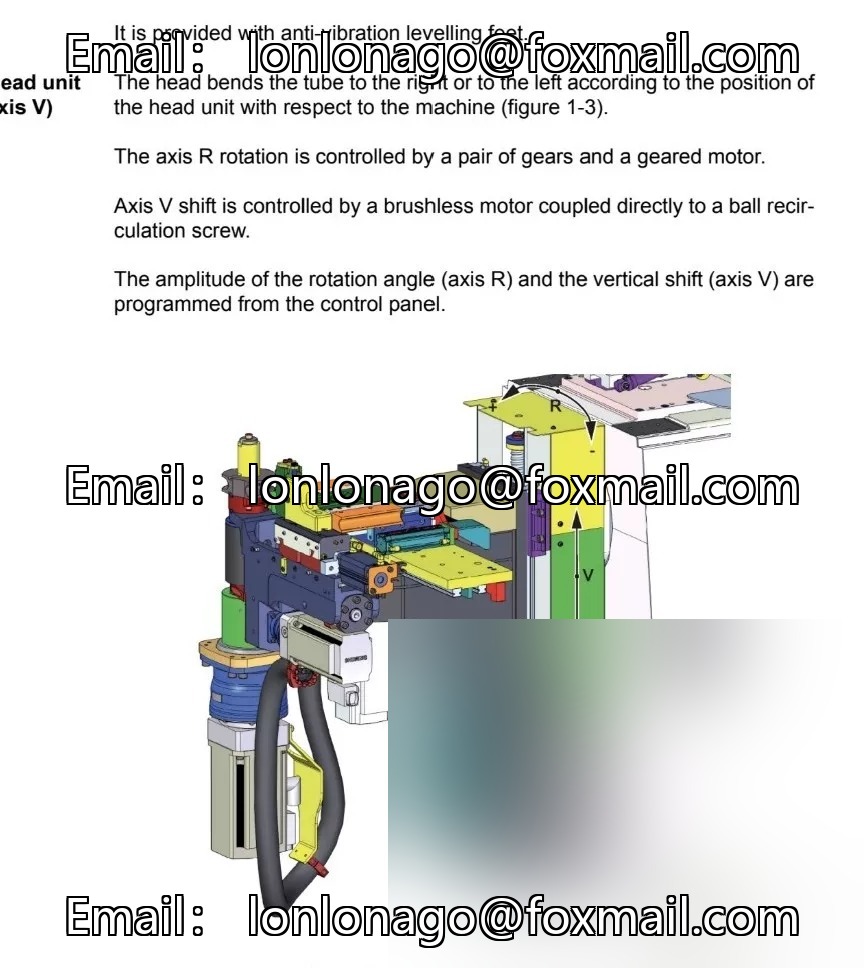 It is provided with anti-vibration levelling feet.
Email： lonlonago@foxmail.com
ead unit The head bends the tube to the right or to the left according to the position of
xis V) the head unit with respect to the machine (figure 1-3).
The axis R rotation is controlled by a pair of gears and a geared motor.
Axis V shift is controlled by a brushless motor coupled directly to a ball recir-
culation screw.
The amplitude of the rotation angle (axis R) and the vertical shift (axis V) are
programmed from the control panel.
+ R
Email： lonlonago@foxmail.com
V
Email： lonlonago@foxmail.com